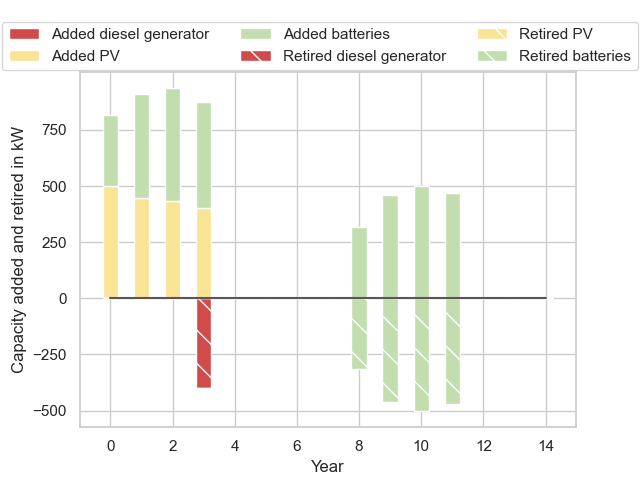 Added diesel generator
Added PV
Added batteries
Retired diesel generator
Retired PV
Retired batteries
Capacity added and retired in kW
750
500
250
0
−250
−500
0 2 4 6 8 10 12 14
Year